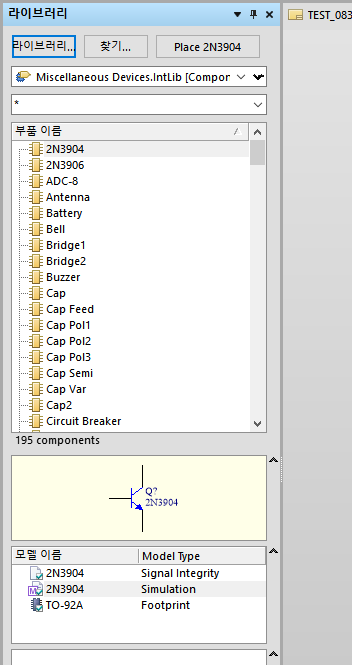 라이브러리
TEST_083
라이브러리...
찾기...
Place 2N3904
Miscellaneous Devices.IntLib [Compor
*
부품 이름
2N3904
2N3906
ADC-8
Antenna
Battery
Bell
Bridge1
Bridge2
Buzzer
Cap
Cap Feed
Cap Pol1
Cap Pol2
Cap Pol3
Cap Semi
Cap Var
Cap2
Circuit Breaker
195 components
Q?
2N3904
모델 이름 Model Type
2N3904 Signal Integrity
2N3904 Simulation
TO-92A Footprint